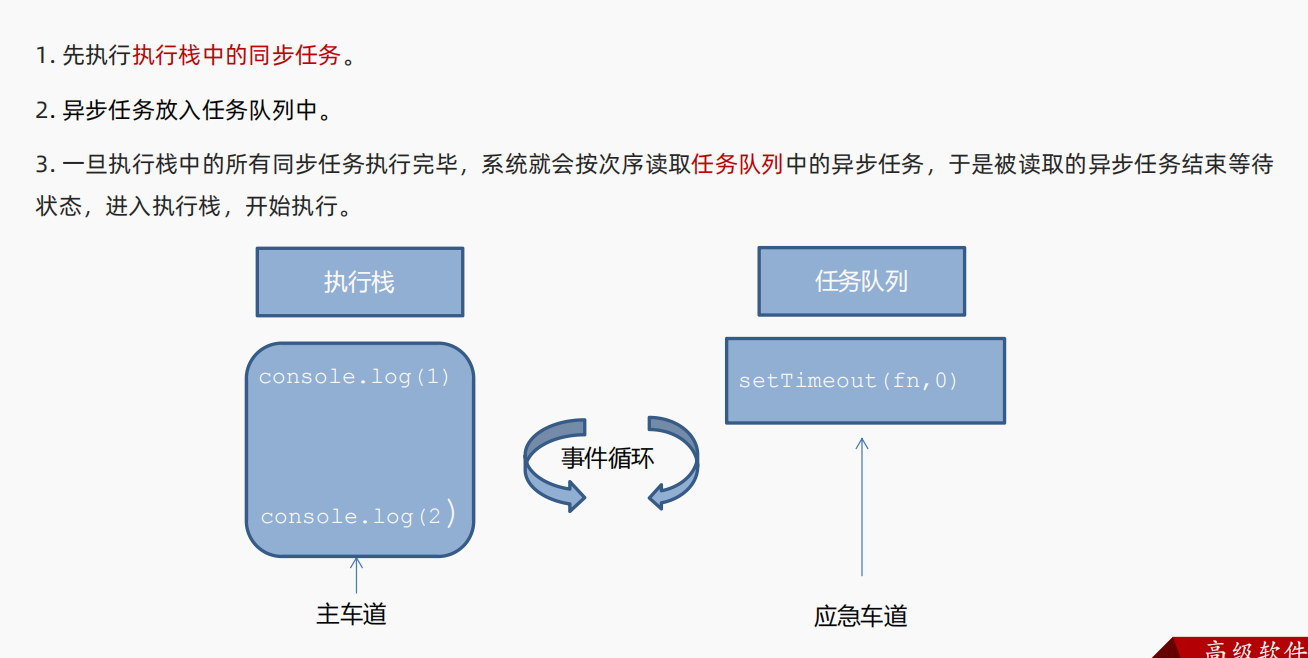 1. 先执行执行栈中的同步任务。
2. 异步任务放入任务队列中。
3. 一旦执行栈中的所有同步任务执行完毕，系统就会按次序读取任务队列中的异步任务，于是被读取的异步任务结束等待
状态，进入执行栈，开始执行。
执行栈
任务队列
console.log(1)
setTimeout(fn,0)
事件循环
console.log(2)
主车道
应急车道
高级软件